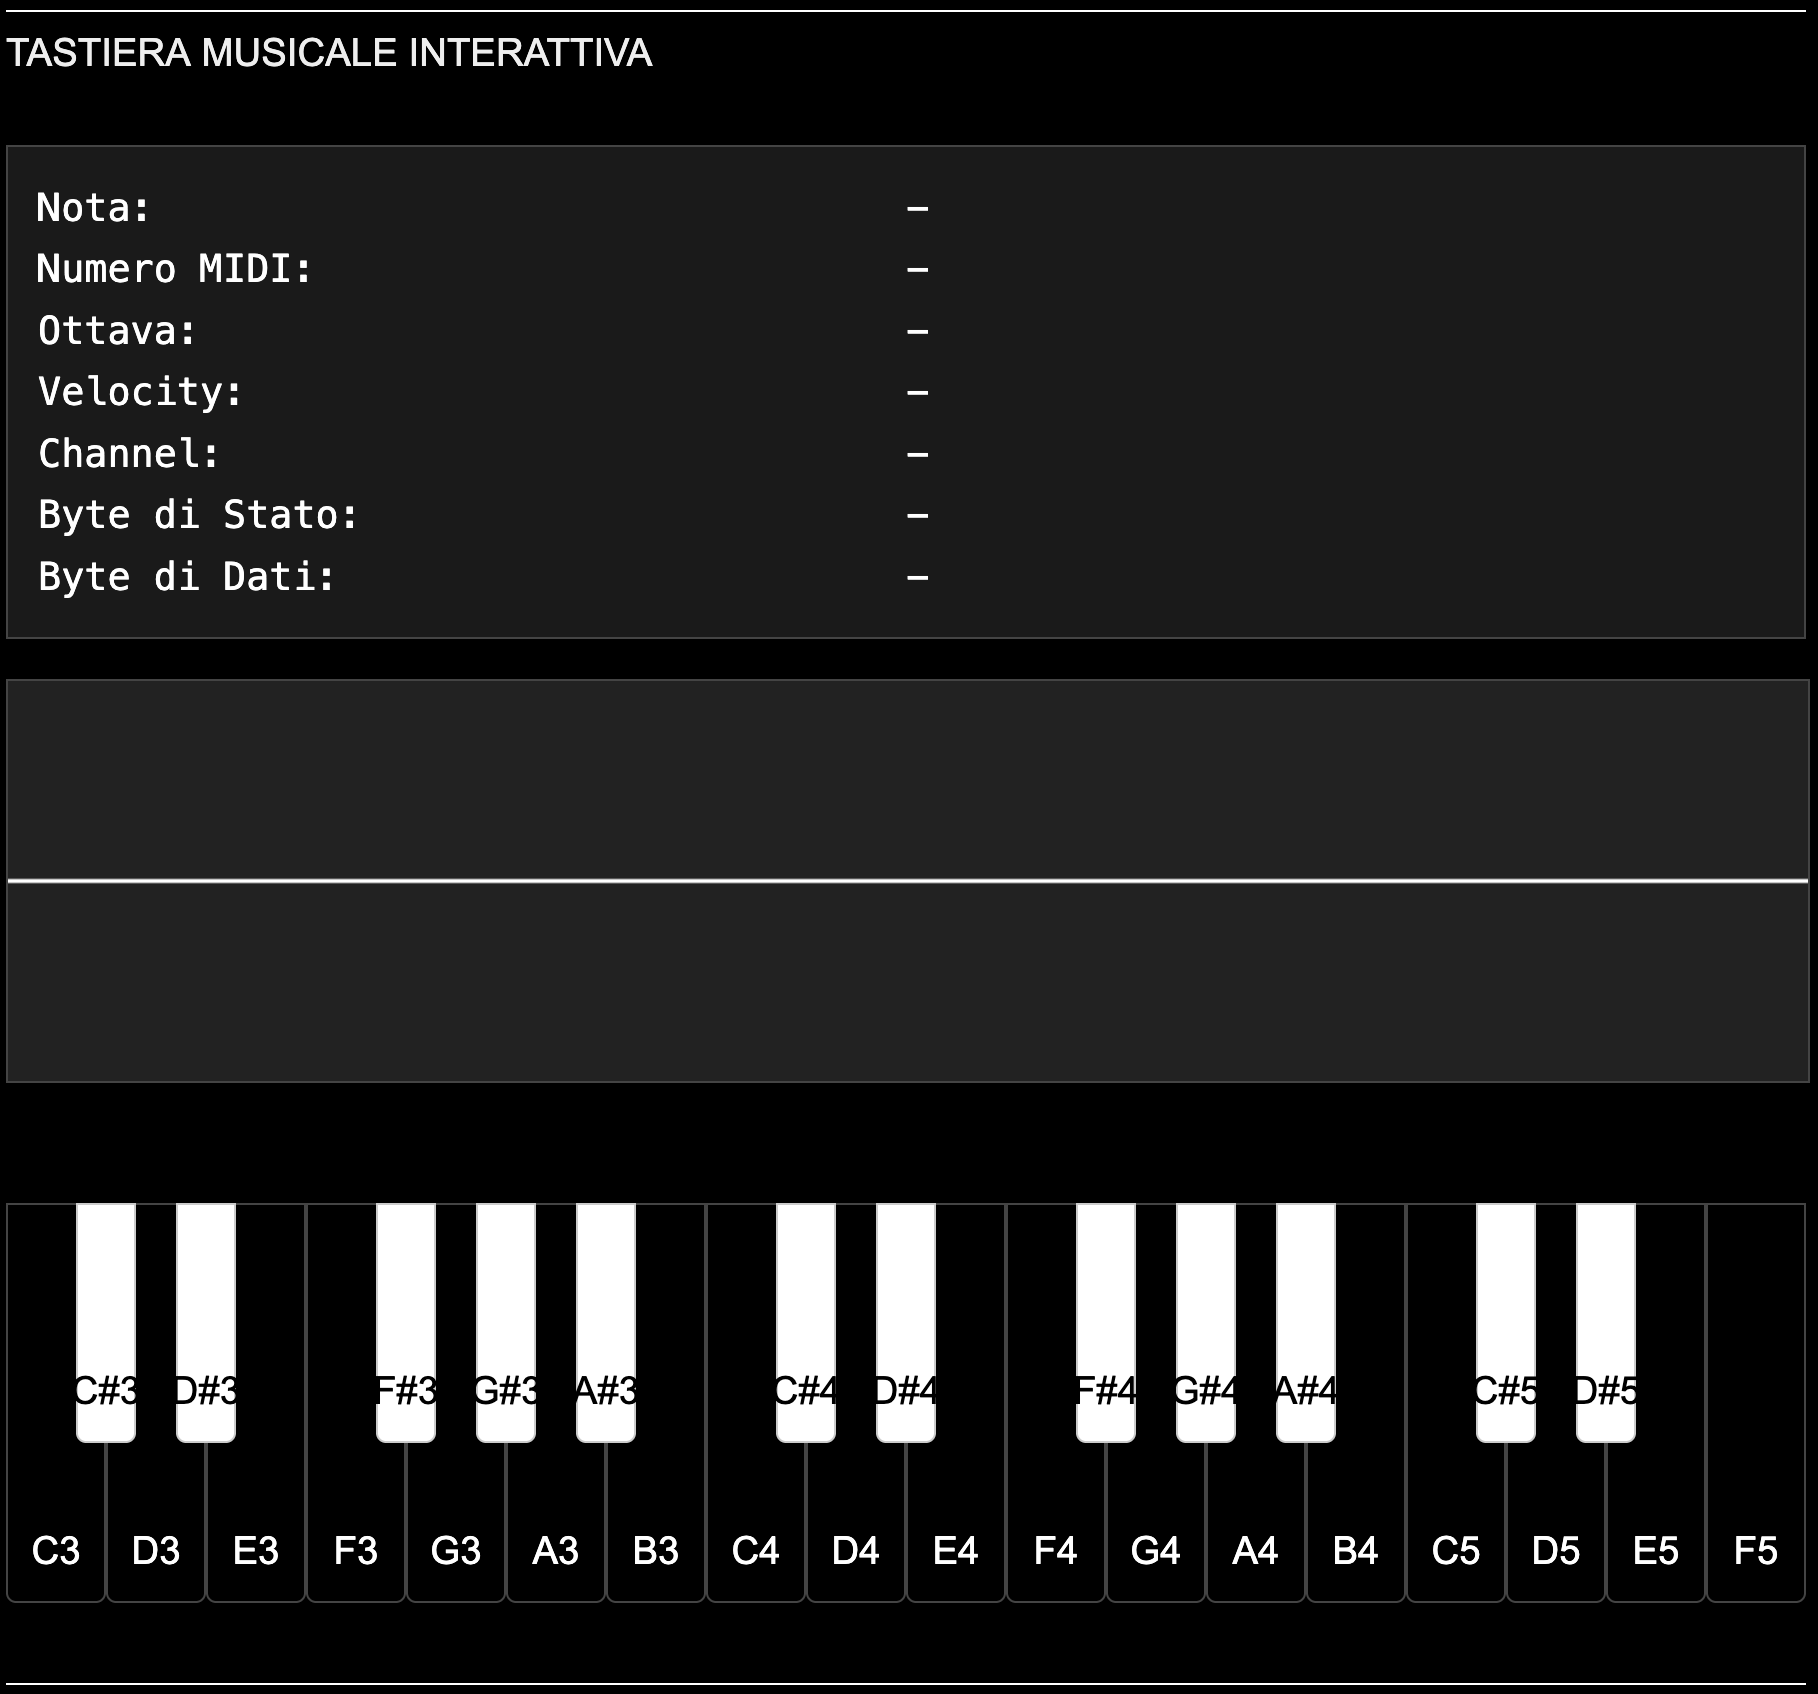 TASTIERA MUSICALE INTERATTIVA
Nota: –
Numero MIDI: –
Ottava: –
Velocity: –
Channel: –
Byte di Stato: –
Byte di Dati: –
C#3 D#3 F#3 G#3 A#3 C#4 D#4 F#4 G#4 A#4 C#5 D#5
C3 D3 E3 F3 G3 A3 B3 C4 D4 E4 F4 G4 A4 B4 C5 D5 E5 F5